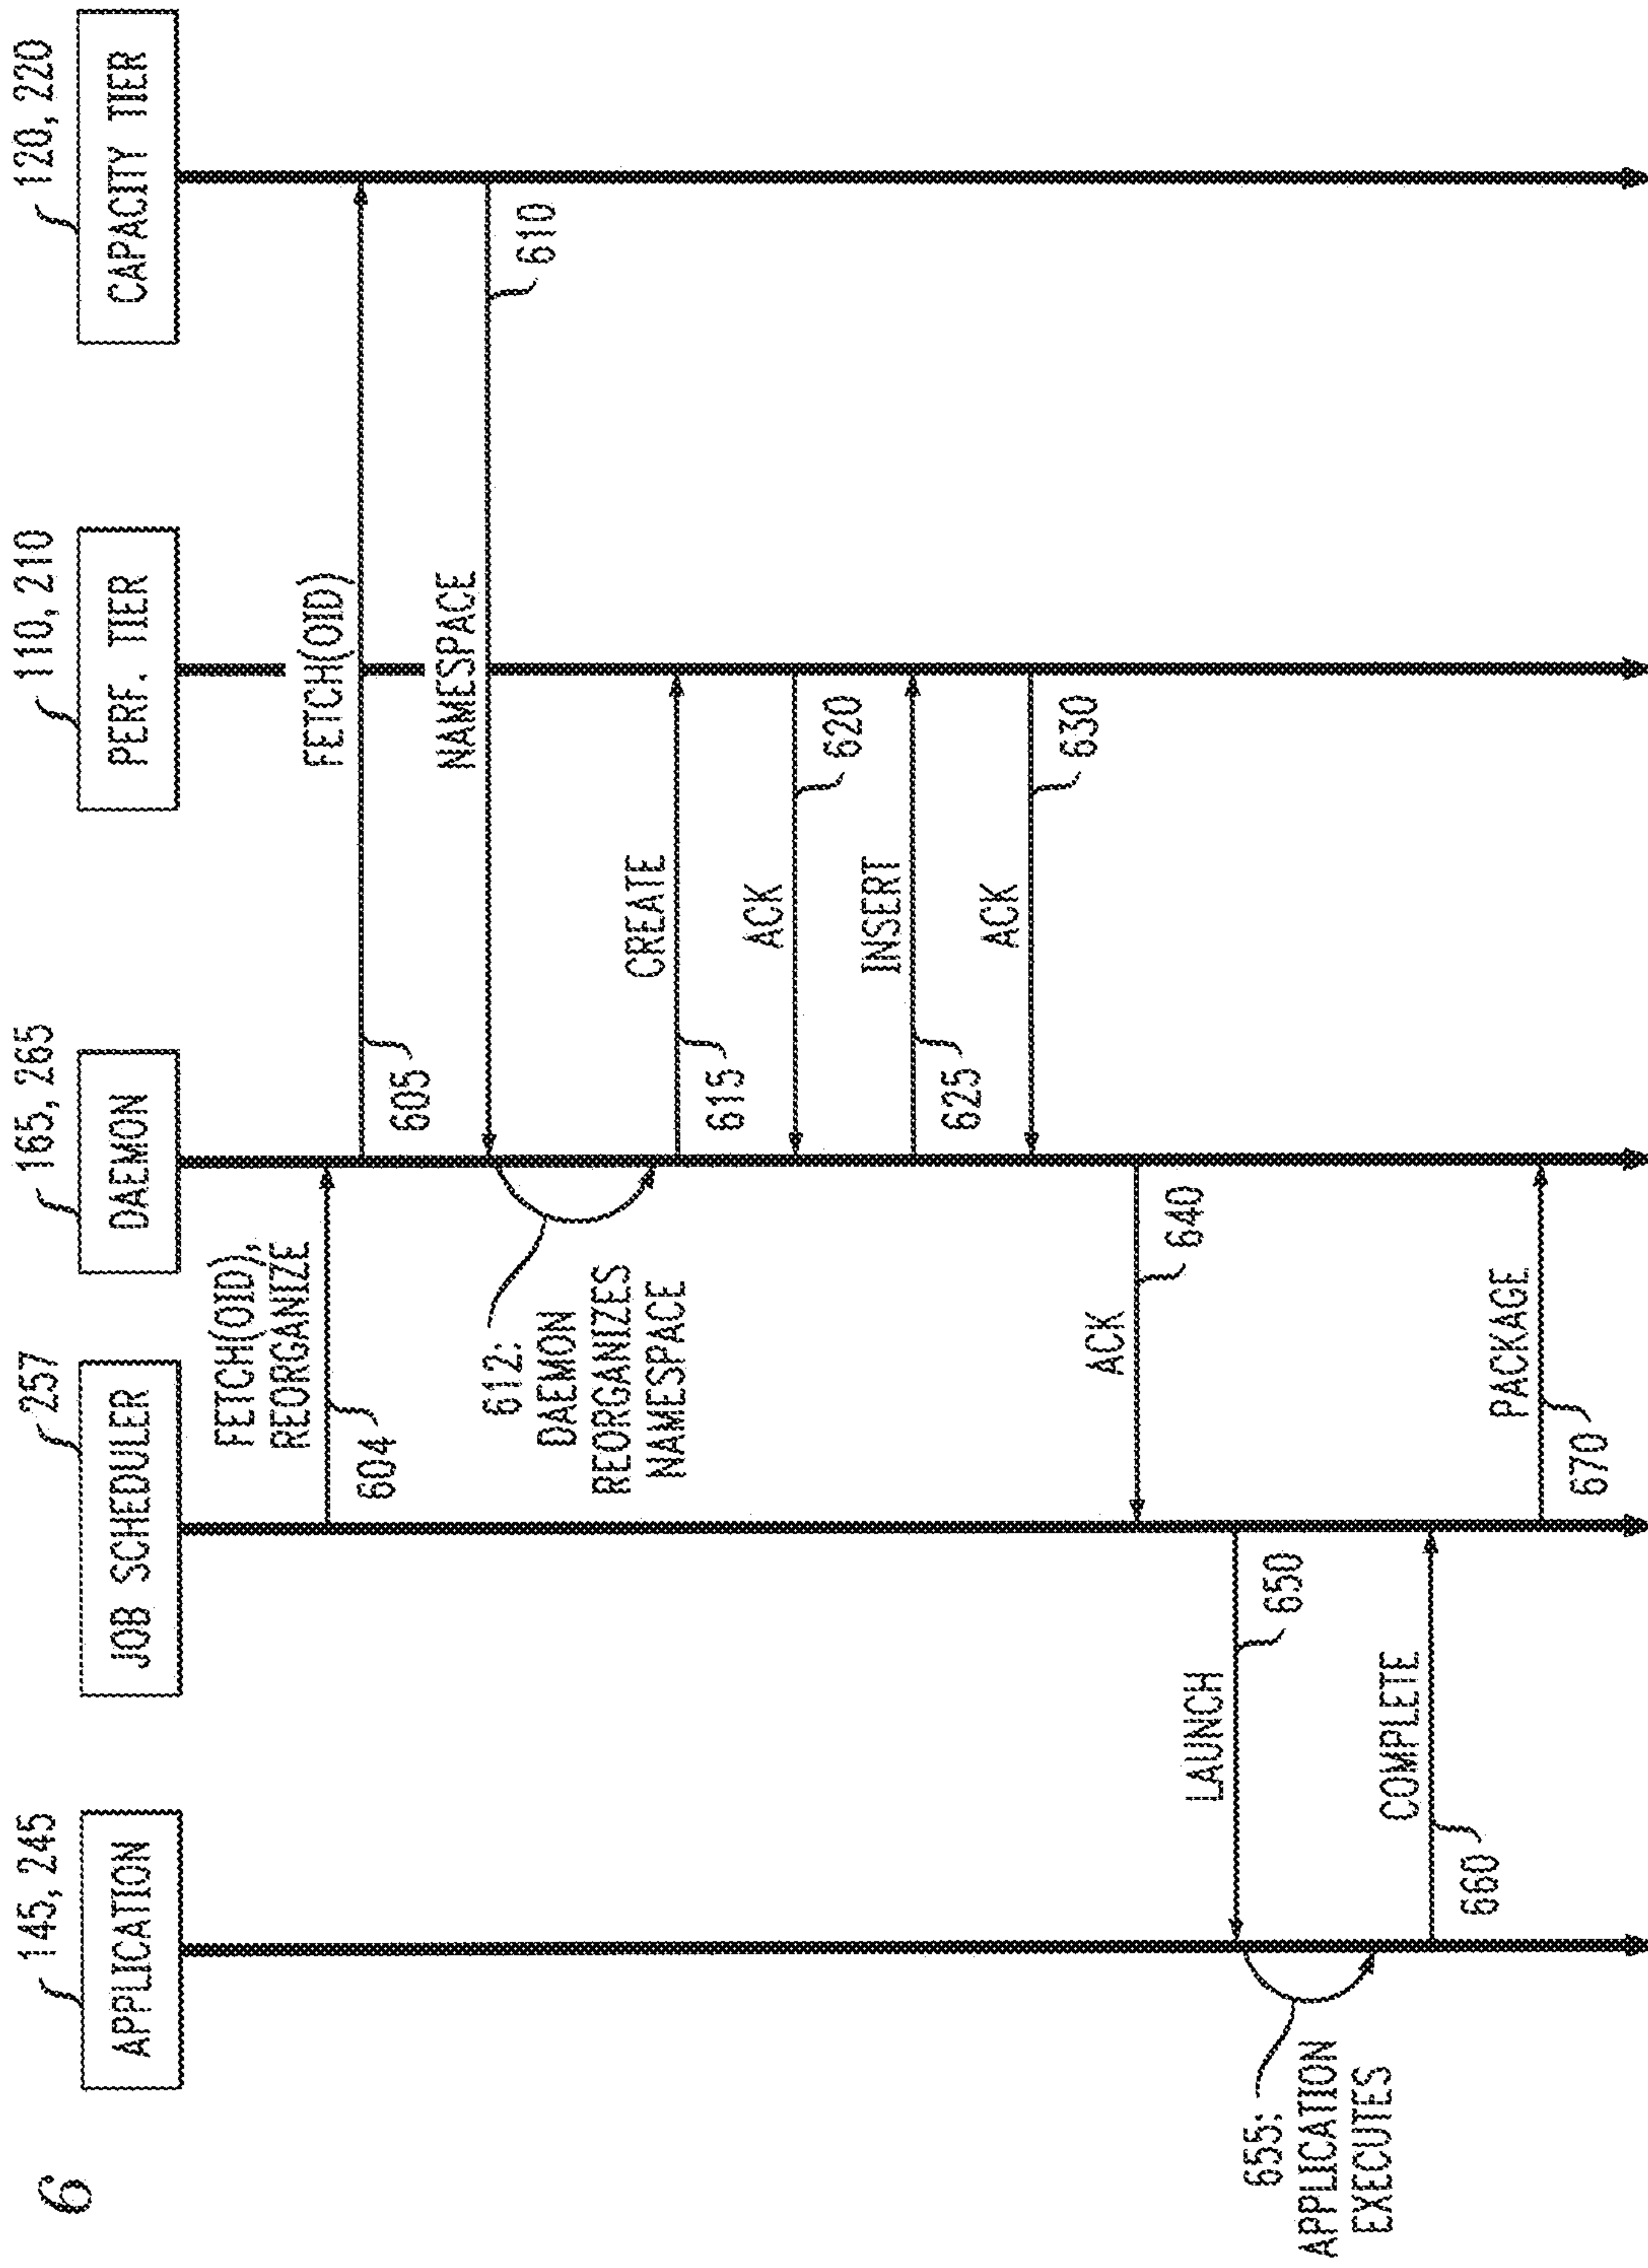 6
145, 245
APPLICATION
257
JOB SCHEDULER
165, 265
DAEMON
110, 210
PERF. TIER
120, 220
CAPACITY TIER
FETCH(OID),
REORGANIZE
604
FETCH(OID)
605
NAMESPACE
610
612:
DAEMON
REORGANIZES
NAMESPACE
CREATE
615
ACK
620
INSERT
625
ACK
630
ACK
640
LAUNCH
650
655:
APPLICATION
EXECUTES
COMPLETE
660
PACKAGE
670